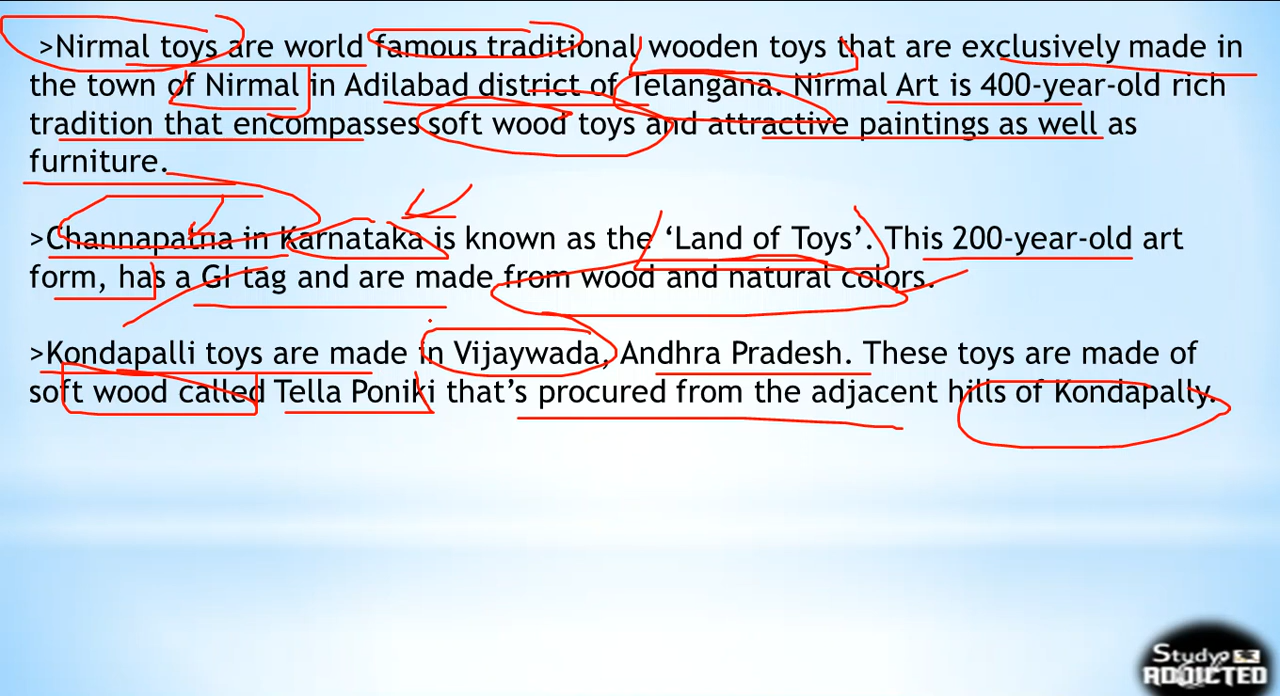 >Nirmal toys are world famous traditional wooden toys that are exclusively made in
the town of Nirmal in Adilabad district of Telangana. Nirmal Art is 400-year-old rich
tradition that encompasses soft wood toys and attractive paintings as well as
furniture.
>Channapatna in Karnataka is known as the ‘Land of Toys’. This 200-year-old art
form, has a GI tag and are made from wood and natural colors.
>Kondapalli toys are made in Vijaywada, Andhra Pradesh. These toys are made of
soft wood called Tella Poniki that’s procured from the adjacent hills of Kondapally.
Study
ADDICTED